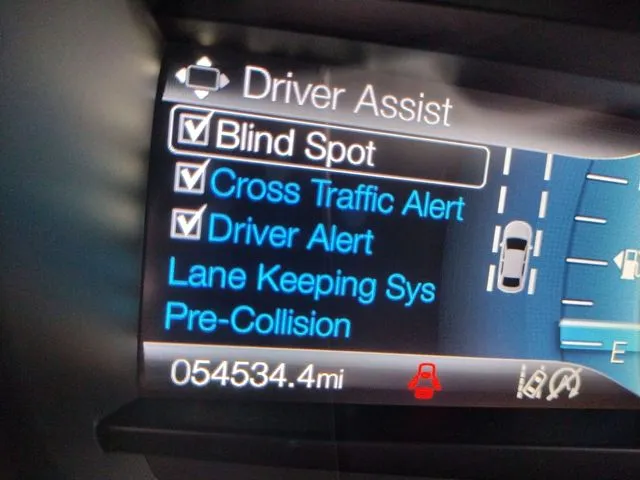 Driver Assist
Blind Spot
Cross Traffic Alert
Driver Alert
Lane Keeping Sys
Pre-Collision
E
054534.4mi